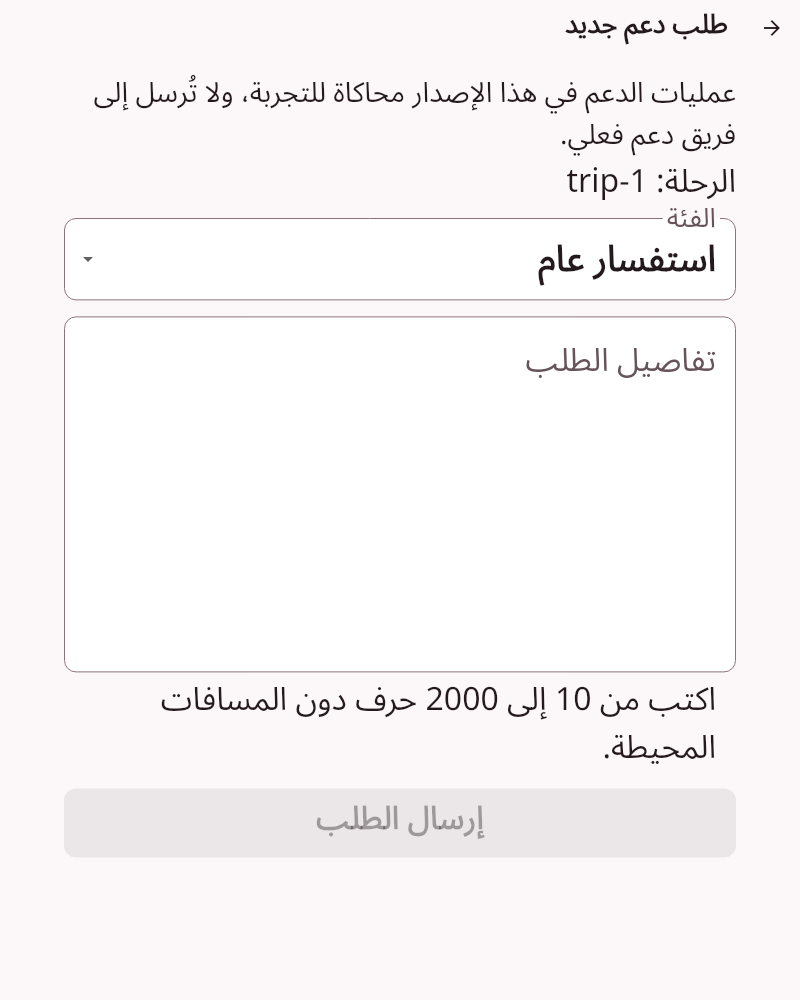 طلب دعم جديد
عمليات الدعم في هذا الإصدار محاكاة للتجربة، ولا تُرسل إلى
فريق دعم فعلي.
الرحلة: trip-1
الفئة
استفسار عام
تفاصيل الطلب
اكتب من 10 إلى 2000 حرف دون المسافات
المحيطة.
إرسال الطلب